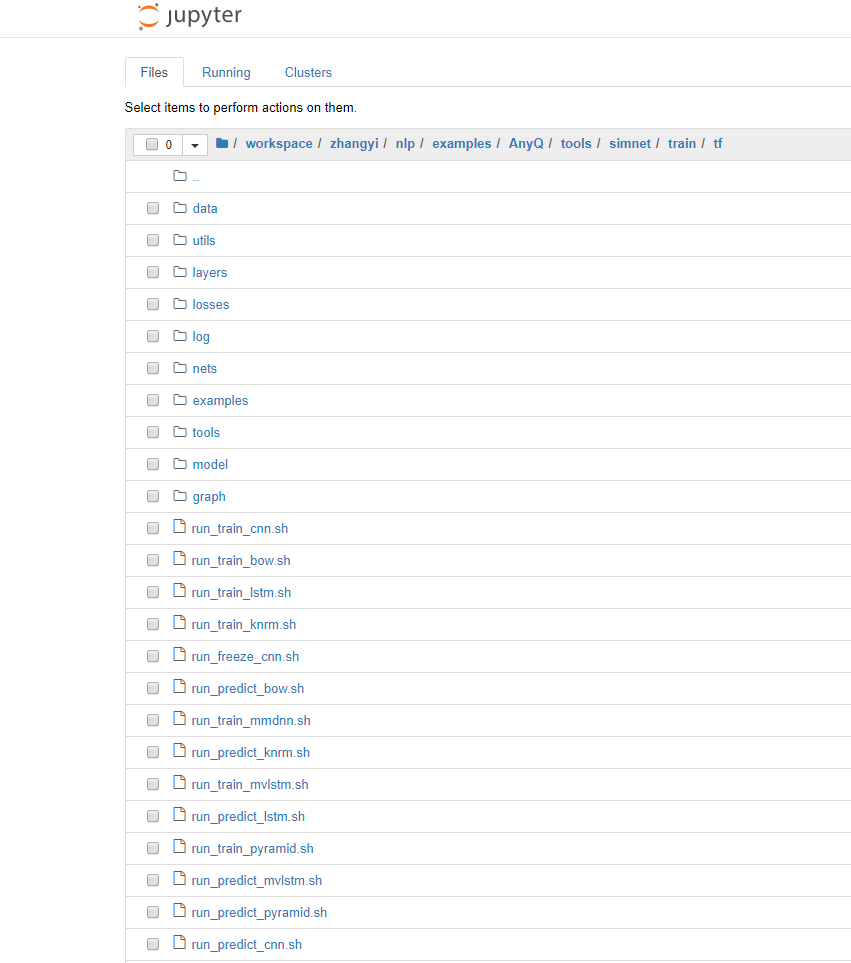 jupyter
Files Running Clusters
Select items to perform actions on them.
0 / workspace / zhangyi / nlp / examples / AnyQ / tools / simnet / train / tf
..
data
utils
layers
losses
log
nets
examples
tools
model
graph
run_train_cnn.sh
run_train_bow.sh
run_train_lstm.sh
run_train_knrm.sh
run_freeze_cnn.sh
run_predict_bow.sh
run_train_mmdnn.sh
run_predict_knrm.sh
run_train_mvlstm.sh
run_predict_lstm.sh
run_train_pyramid.sh
run_predict_mvlstm.sh
run_predict_pyramid.sh
run_predict_cnn.sh